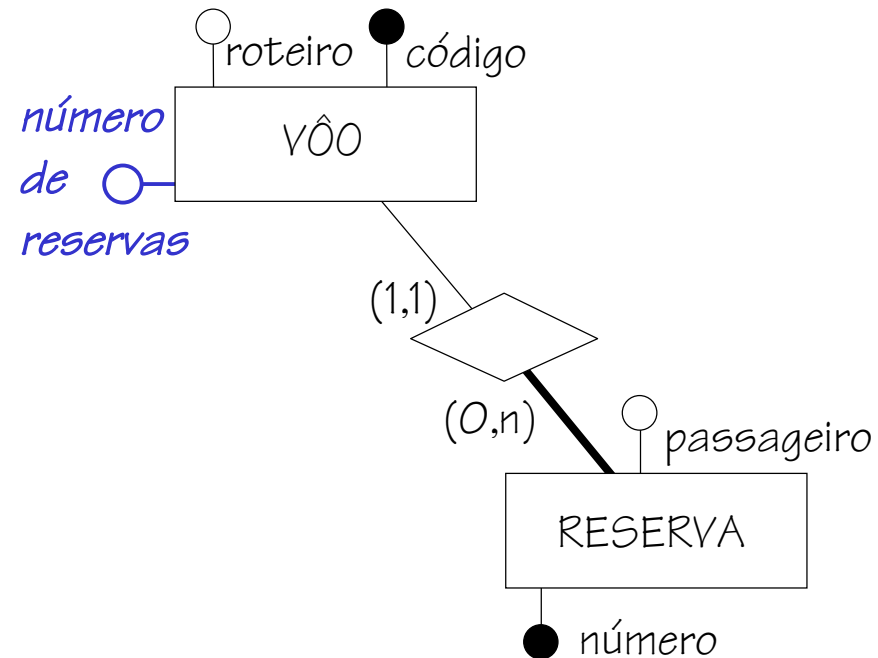 roteiro
código
número
de
reservas
VÔO
(1,1)
(0,n)
passageiro
RESERVA
número